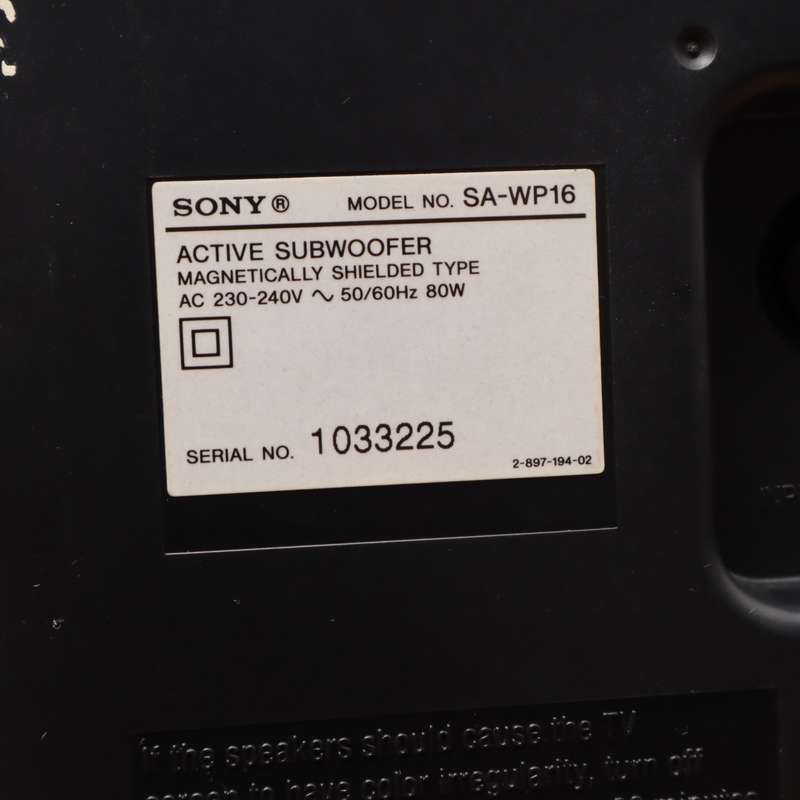 SONY® MODEL NO. SA-WP16
ACTIVE SUBWOOFER
MAGNETICALLY SHIELDED TYPE
AC 230-240V ~ 50/60Hz 80W
SERIAL NO. 1033225
2-897-194-02
If the speakers should cause the TV
screen to have color irregularity, turn off